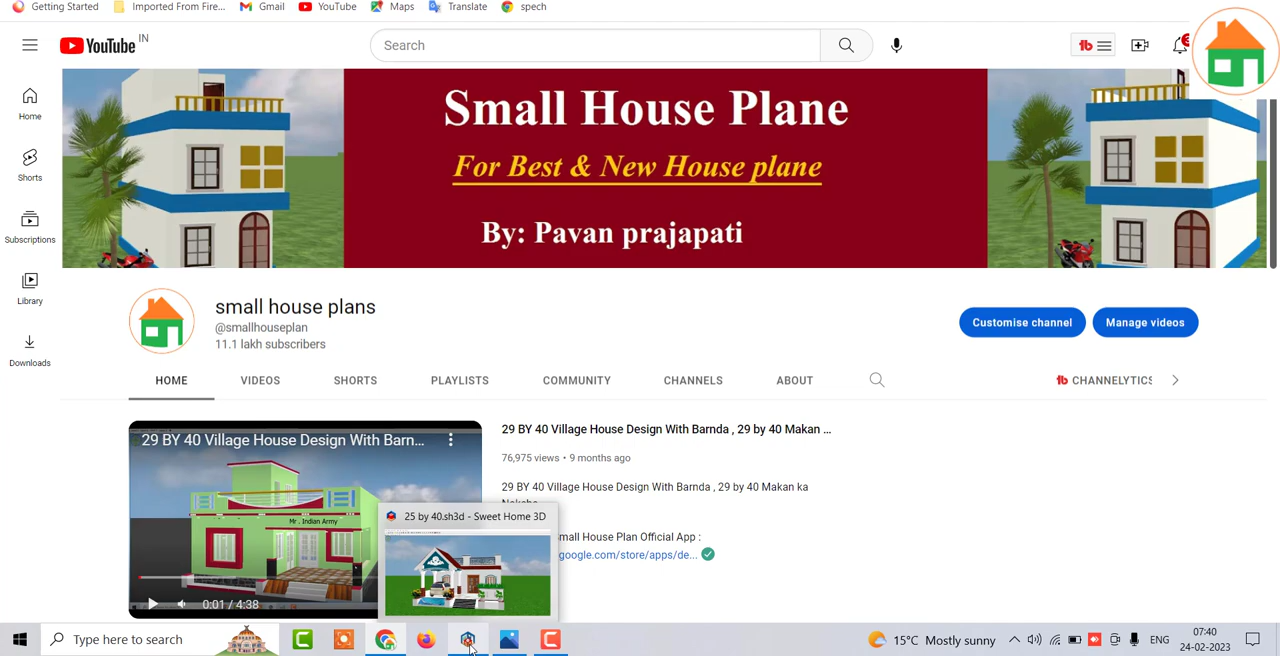 Getting Started
Imported From Fire...
Gmail
YouTube
Maps
Translate
spech
YouTube IN
Search
3
Home
Shorts
Subscriptions
Library
Downloads
Small House Plane
For Best & New House plane
By: Pavan prajapati
small house plans
@smallhouseplan
11.1 lakh subscribers
Customise channel
Manage videos
HOME
VIDEOS
SHORTS
PLAYLISTS
COMMUNITY
CHANNELS
ABOUT
CHANNELYTICS
29 BY 40 Village House Design With Barn...
Mr . Indian Army
0:01 / 4:38
29 BY 40 Village House Design With Barnda , 29 by 40 Makan ...
76,975 views • 9 months ago
29 BY 40 Village House Design With Barnda , 29 by 40 Makan ka
mall House Plan Official App :
google.com/store/apps/de...
25 by 40.sh3d - Sweet Home 3D
Type here to search
15°C Mostly sunny
ENG
07:40
24-02-2023